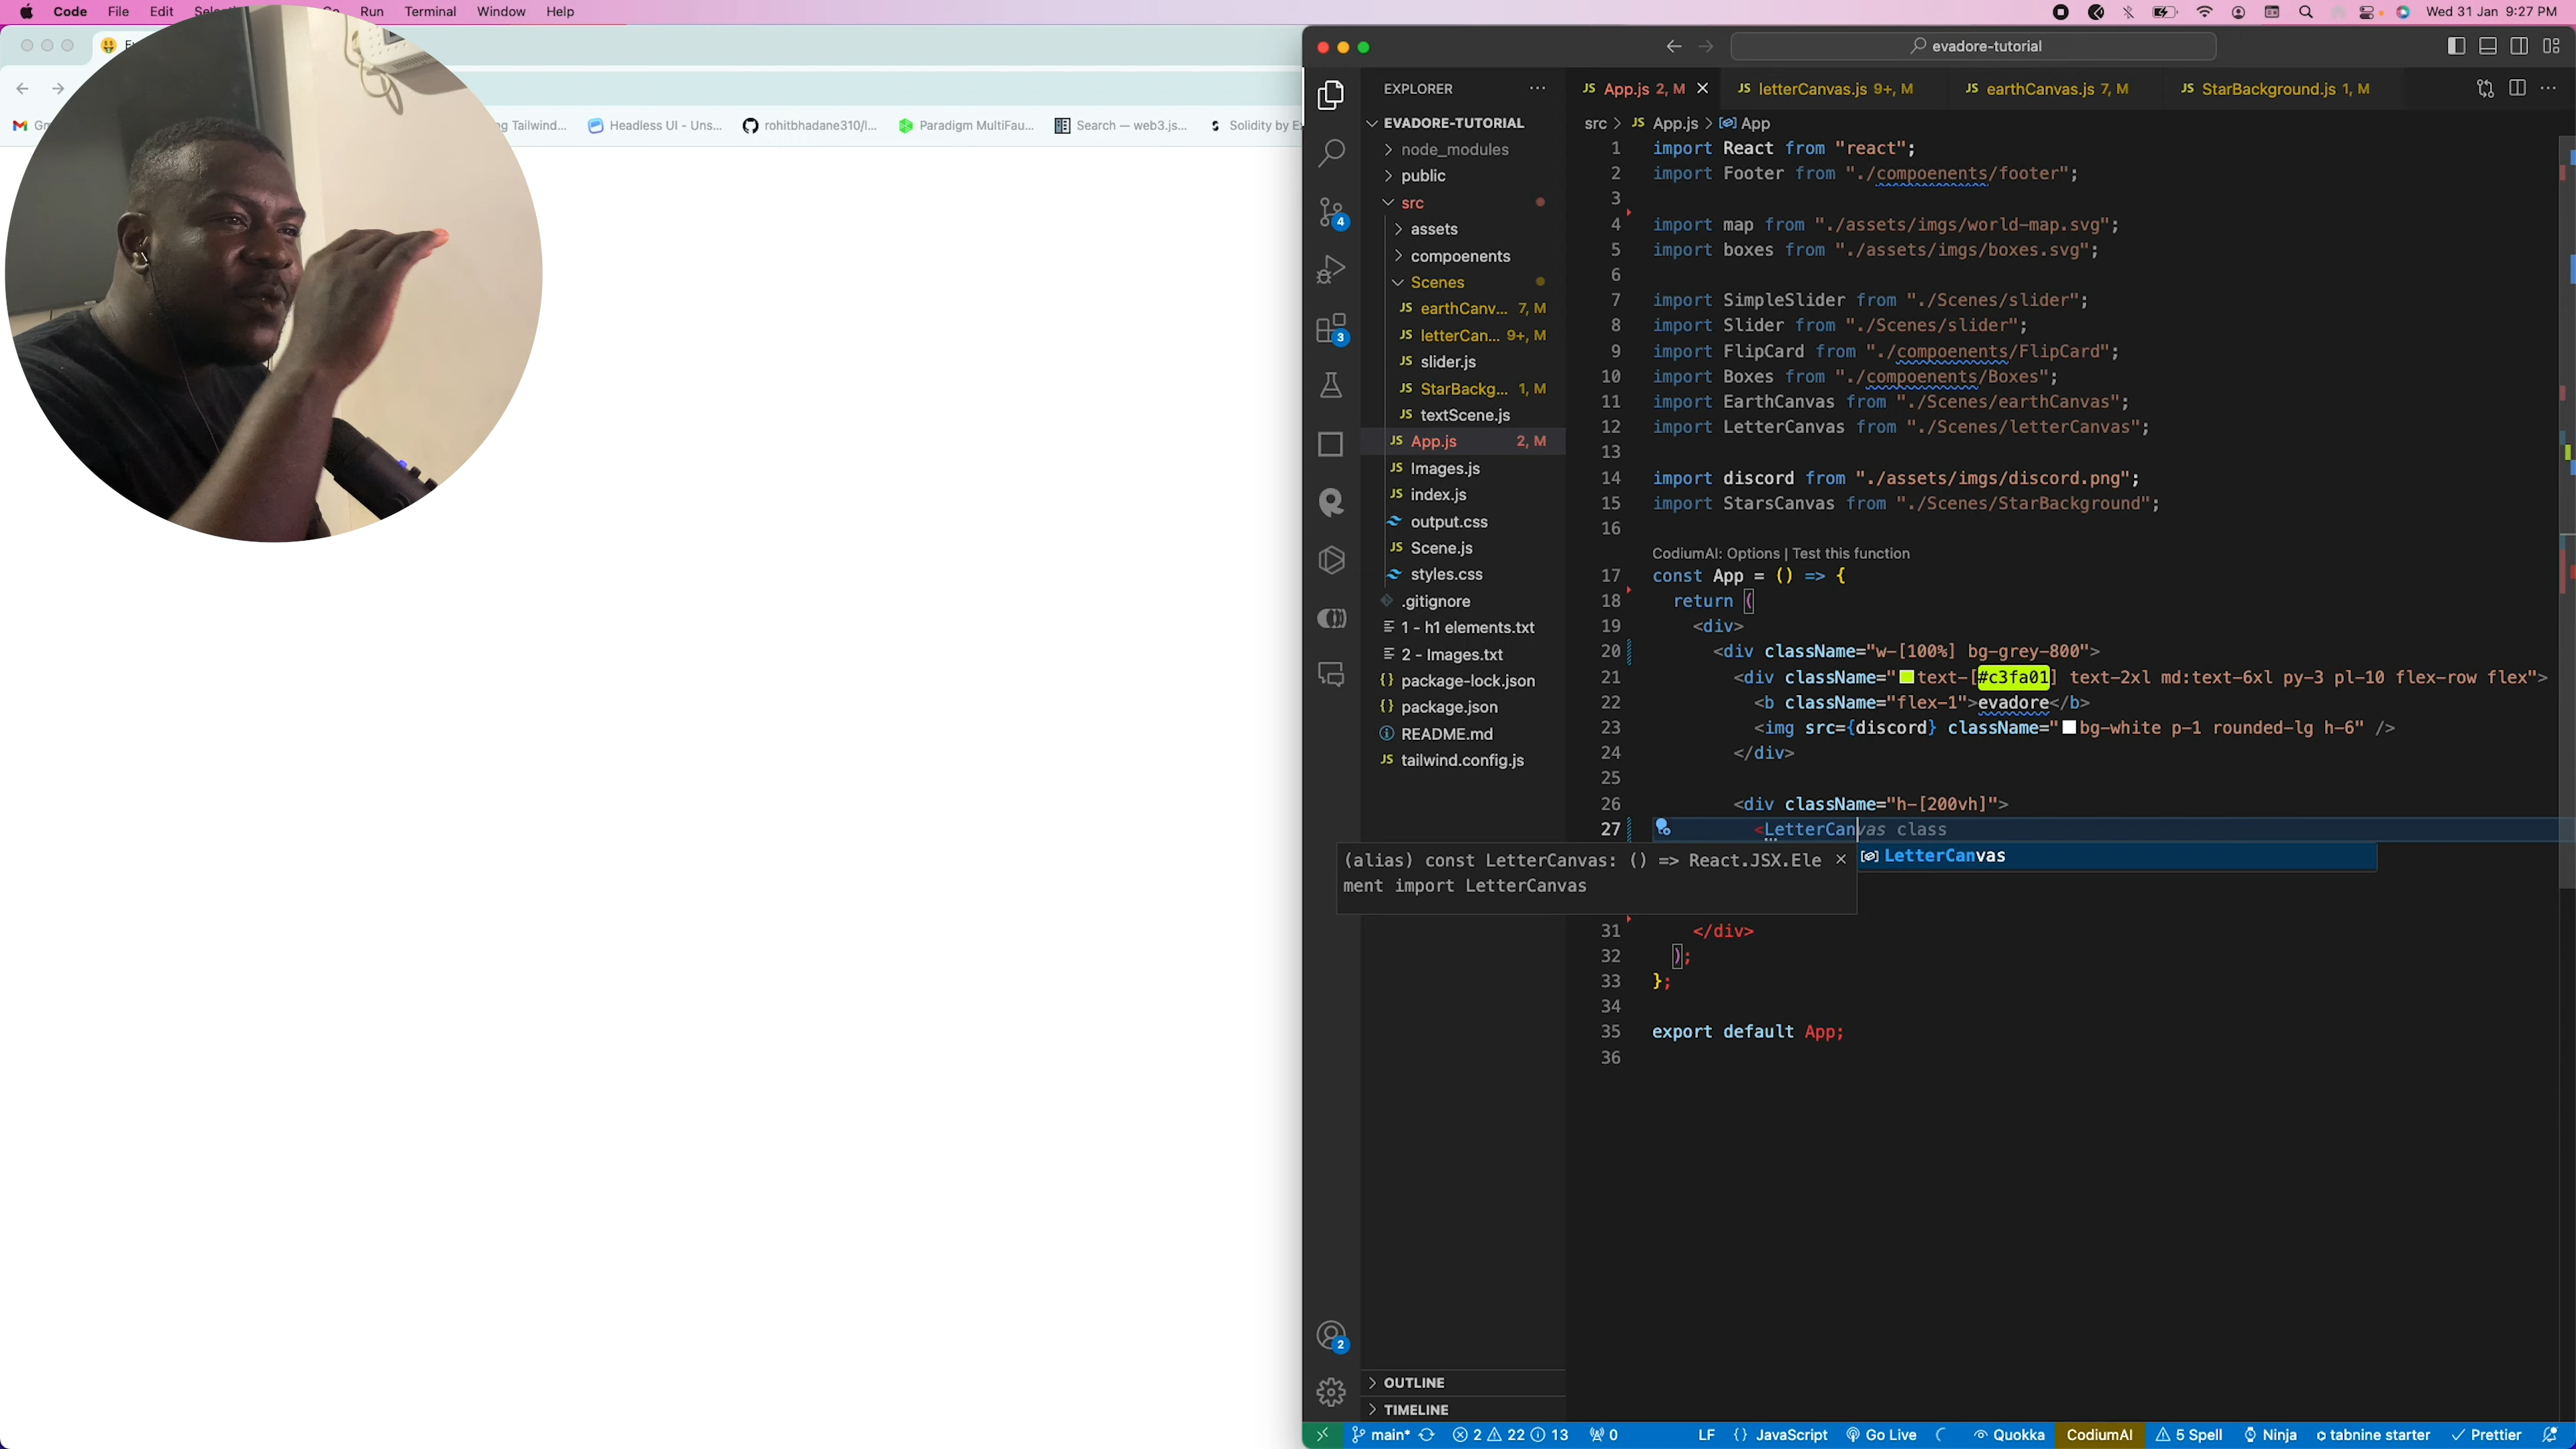 Code File Edit Run Terminal Window Help Wed 31 Jan 9:27 PM
evadore-tutorial
EXPLORER
App.js 2, M
letterCanvas.js 9+, M
earthCanvas.js 7, M
StarBackground.js 1, M
ng Tailwind...
Headless UI - Uns...
rohitbhadane310/l...
Paradigm MultiFau...
Search — web3.js...
Solidity by E
EVADORE-TUTORIAL
node_modules
public
src
assets
compoenents
Scenes
earthCanv... 7, M
letterCan... 9+, M
slider.js
StarBackg... 1, M
textScene.js
App.js 2, M
Images.js
index.js
output.css
Scene.js
styles.css
.gitignore
1 - h1 elements.txt
2 - Images.txt
package-lock.json
package.json
README.md
tailwind.config.js
OUTLINE
TIMELINE
src > JS App.js > App
1 import React from "react";
2 import Footer from "./compoenents/footer";
3
4 import map from "./assets/imgs/world-map.svg";
5 import boxes from "./assets/imgs/boxes.svg";
6
7 import SimpleSlider from "./Scenes/slider";
8 import Slider from "./Scenes/slider";
9 import FlipCard from "./compoenents/FlipCard";
10 import Boxes from "./compoenents/Boxes";
11 import EarthCanvas from "./Scenes/earthCanvas";
12 import LetterCanvas from "./Scenes/letterCanvas";
13
14 import discord from "./assets/imgs/discord.png";
15 import StarsCanvas from "./Scenes/StarBackground";
16
CodiumAI: Options | Test this function
17 const App = () => {
18 return (
19 <div>
20 <div className="w-[100%] bg-grey-800">
21 <div className="text-[#c3fa01] text-2xl md:text-6xl py-3 pl-10 flex-row flex">
22 <b className="flex-1">evadore</b>
23 <img src={discord} className="bg-white p-1 rounded-lg h-6" />
24 </div>
25
26 <div className="h-[200vh]">
27 <LetterCanvas class
LetterCanvas
(alias) const LetterCanvas: () => React.JSX.Ele
ment import LetterCanvas
31 </div>
32 );
33 };
34
35 export default App;
36
4
3
2
main* 2 22 13 0 LF {} JavaScript Go Live Quokka CodiumAI 5 Spell Ninja tabnine starter Prettier